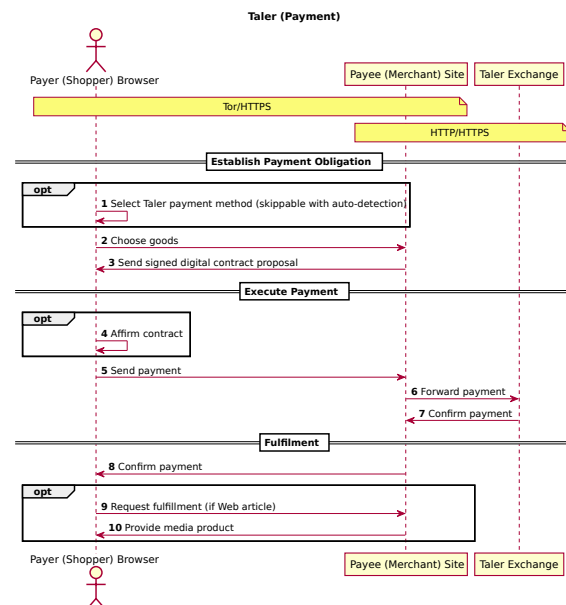 Taler (Payment)
Payer (Shopper) Browser
Payee (Merchant) Site
Taler Exchange
Tor/HTTPS
HTTP/HTTPS
Establish Payment Obligation
opt
1 Select Taler payment method (skippable with auto-detection)
2 Choose goods
3 Send signed digital contract proposal
Execute Payment
opt
4 Affirm contract
5 Send payment
6 Forward payment
7 Confirm payment
Fulfilment
8 Confirm payment
opt
9 Request fulfillment (if Web article)
10 Provide media product
Payer (Shopper) Browser
Payee (Merchant) Site
Taler Exchange